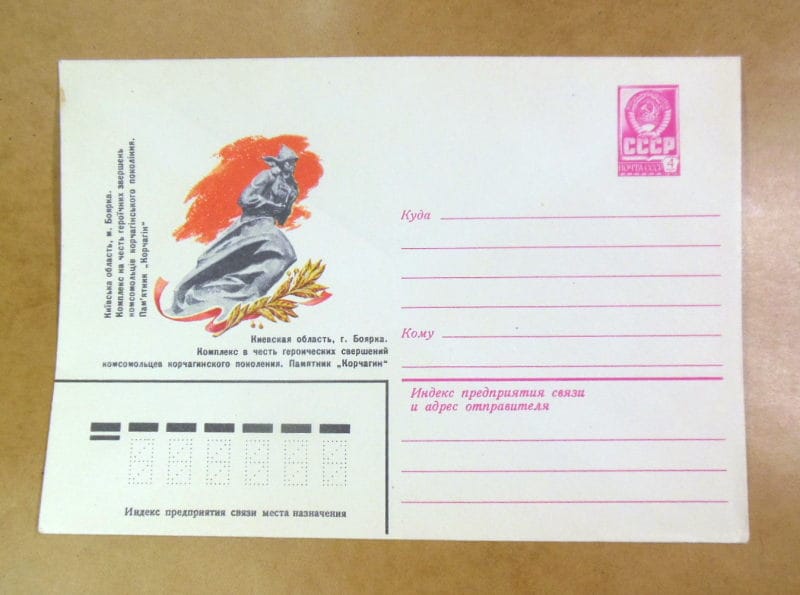 Київська область, м. Боярка.
Комплекс на честь героїчних звершень
комсомольців корчагінського покоління.
Пам'ятник „Корчагін“
Киевская область, г. Боярка.
Комплекс в честь героических свершений
комсомольцев корчагинского поколения. Памятник „Корчагин“
СССР
ПОЧТА СССР
4
Куда
Кому
Индекс предприятия связи
и адрес отправителя
Индекс предприятия связи места назначения